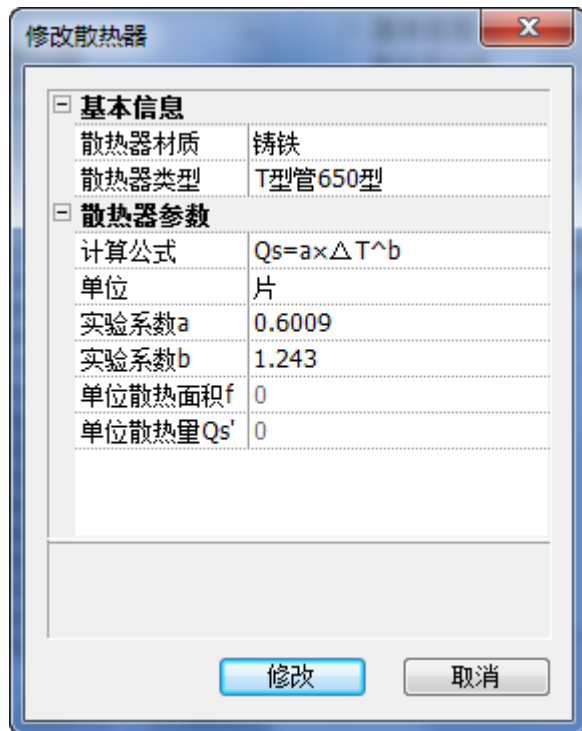 修改散热器
基本信息
散热器材质 铸铁
散热器类型 T型管650型
散热器参数
计算公式 Qs=a×△T^b
单位 片
实验系数a 0.6009
实验系数b 1.243
单位散热面积f 0
单位散热量Qs' 0
修改 取消